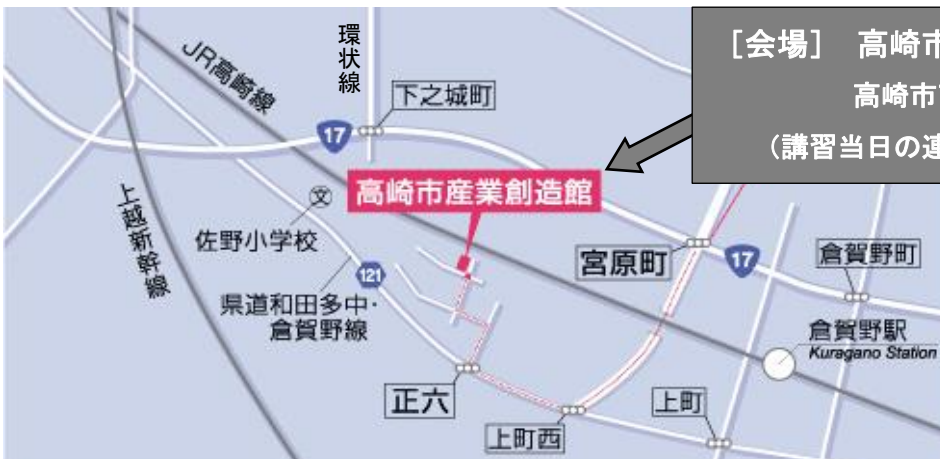 [会場] 高崎市
高崎市
(講習当日の連
JR高崎線
環状線
下之城町
17
高崎市産業創造館
上越新幹線
文
佐野小学校
121
県道和田多中・
倉賀野線
宮原町
17
倉賀野町
倉賀野駅
Kuragano Station
正六
上町西
上町